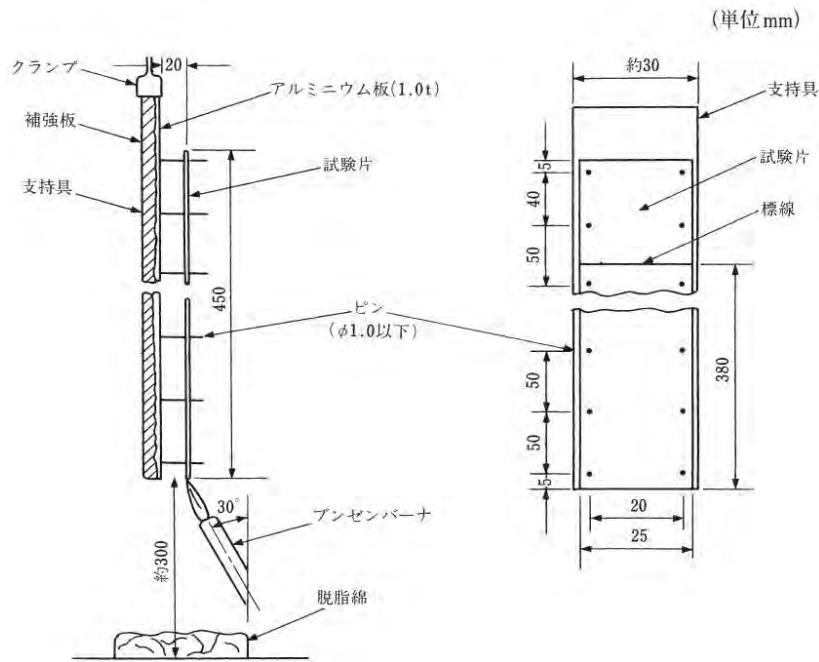 (単位mm)
20
クランプ
アルミニウム板(1.0t)
補強板
試験片
支持具
450
ピン
(φ1.0以下)
30°
ブンゼンバーナ
約300
脱脂綿
約30
支持具
試験片
標線
5
40
50
380
50
50
5
20
25